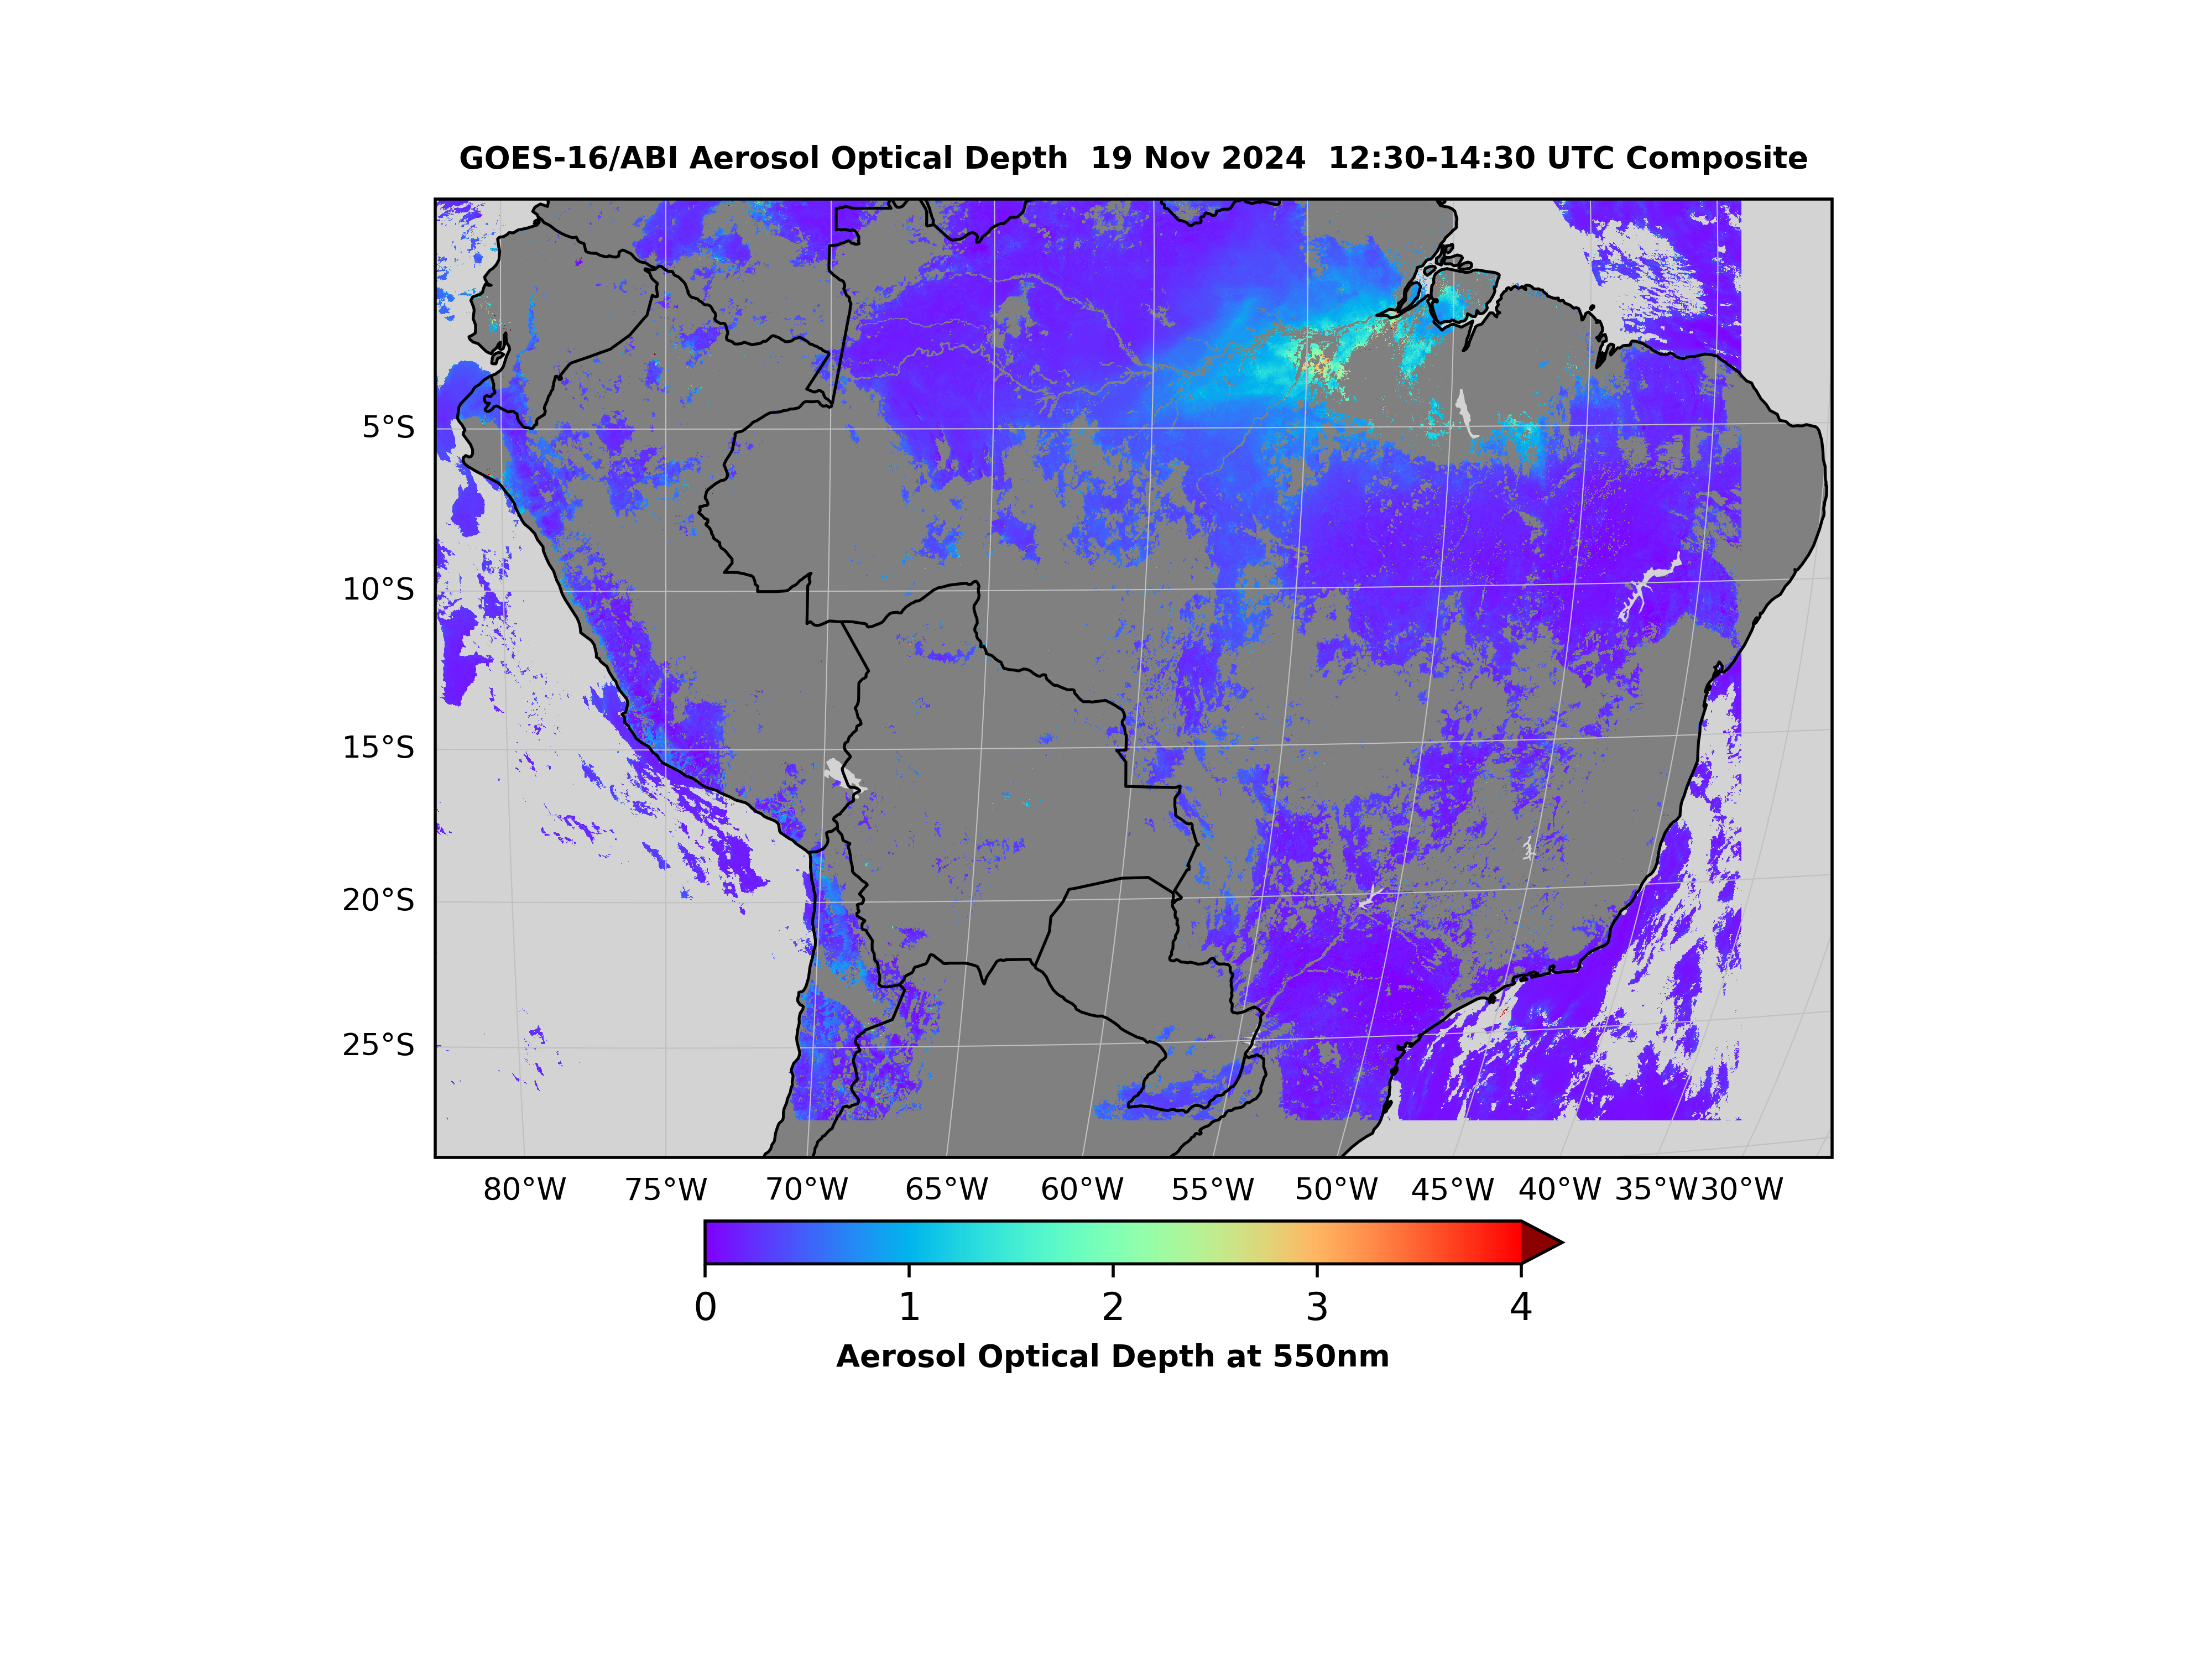 GOES-16/ABI Aerosol Optical Depth  19 Nov 2024  12:30-14:30 UTC Composite
5°S
10°S
15°S
20°S
25°S
80°W 75°W 70°W 65°W 60°W 55°W 50°W 45°W 40°W 35°W 30°W
0 1 2 3 4
Aerosol Optical Depth at 550nm